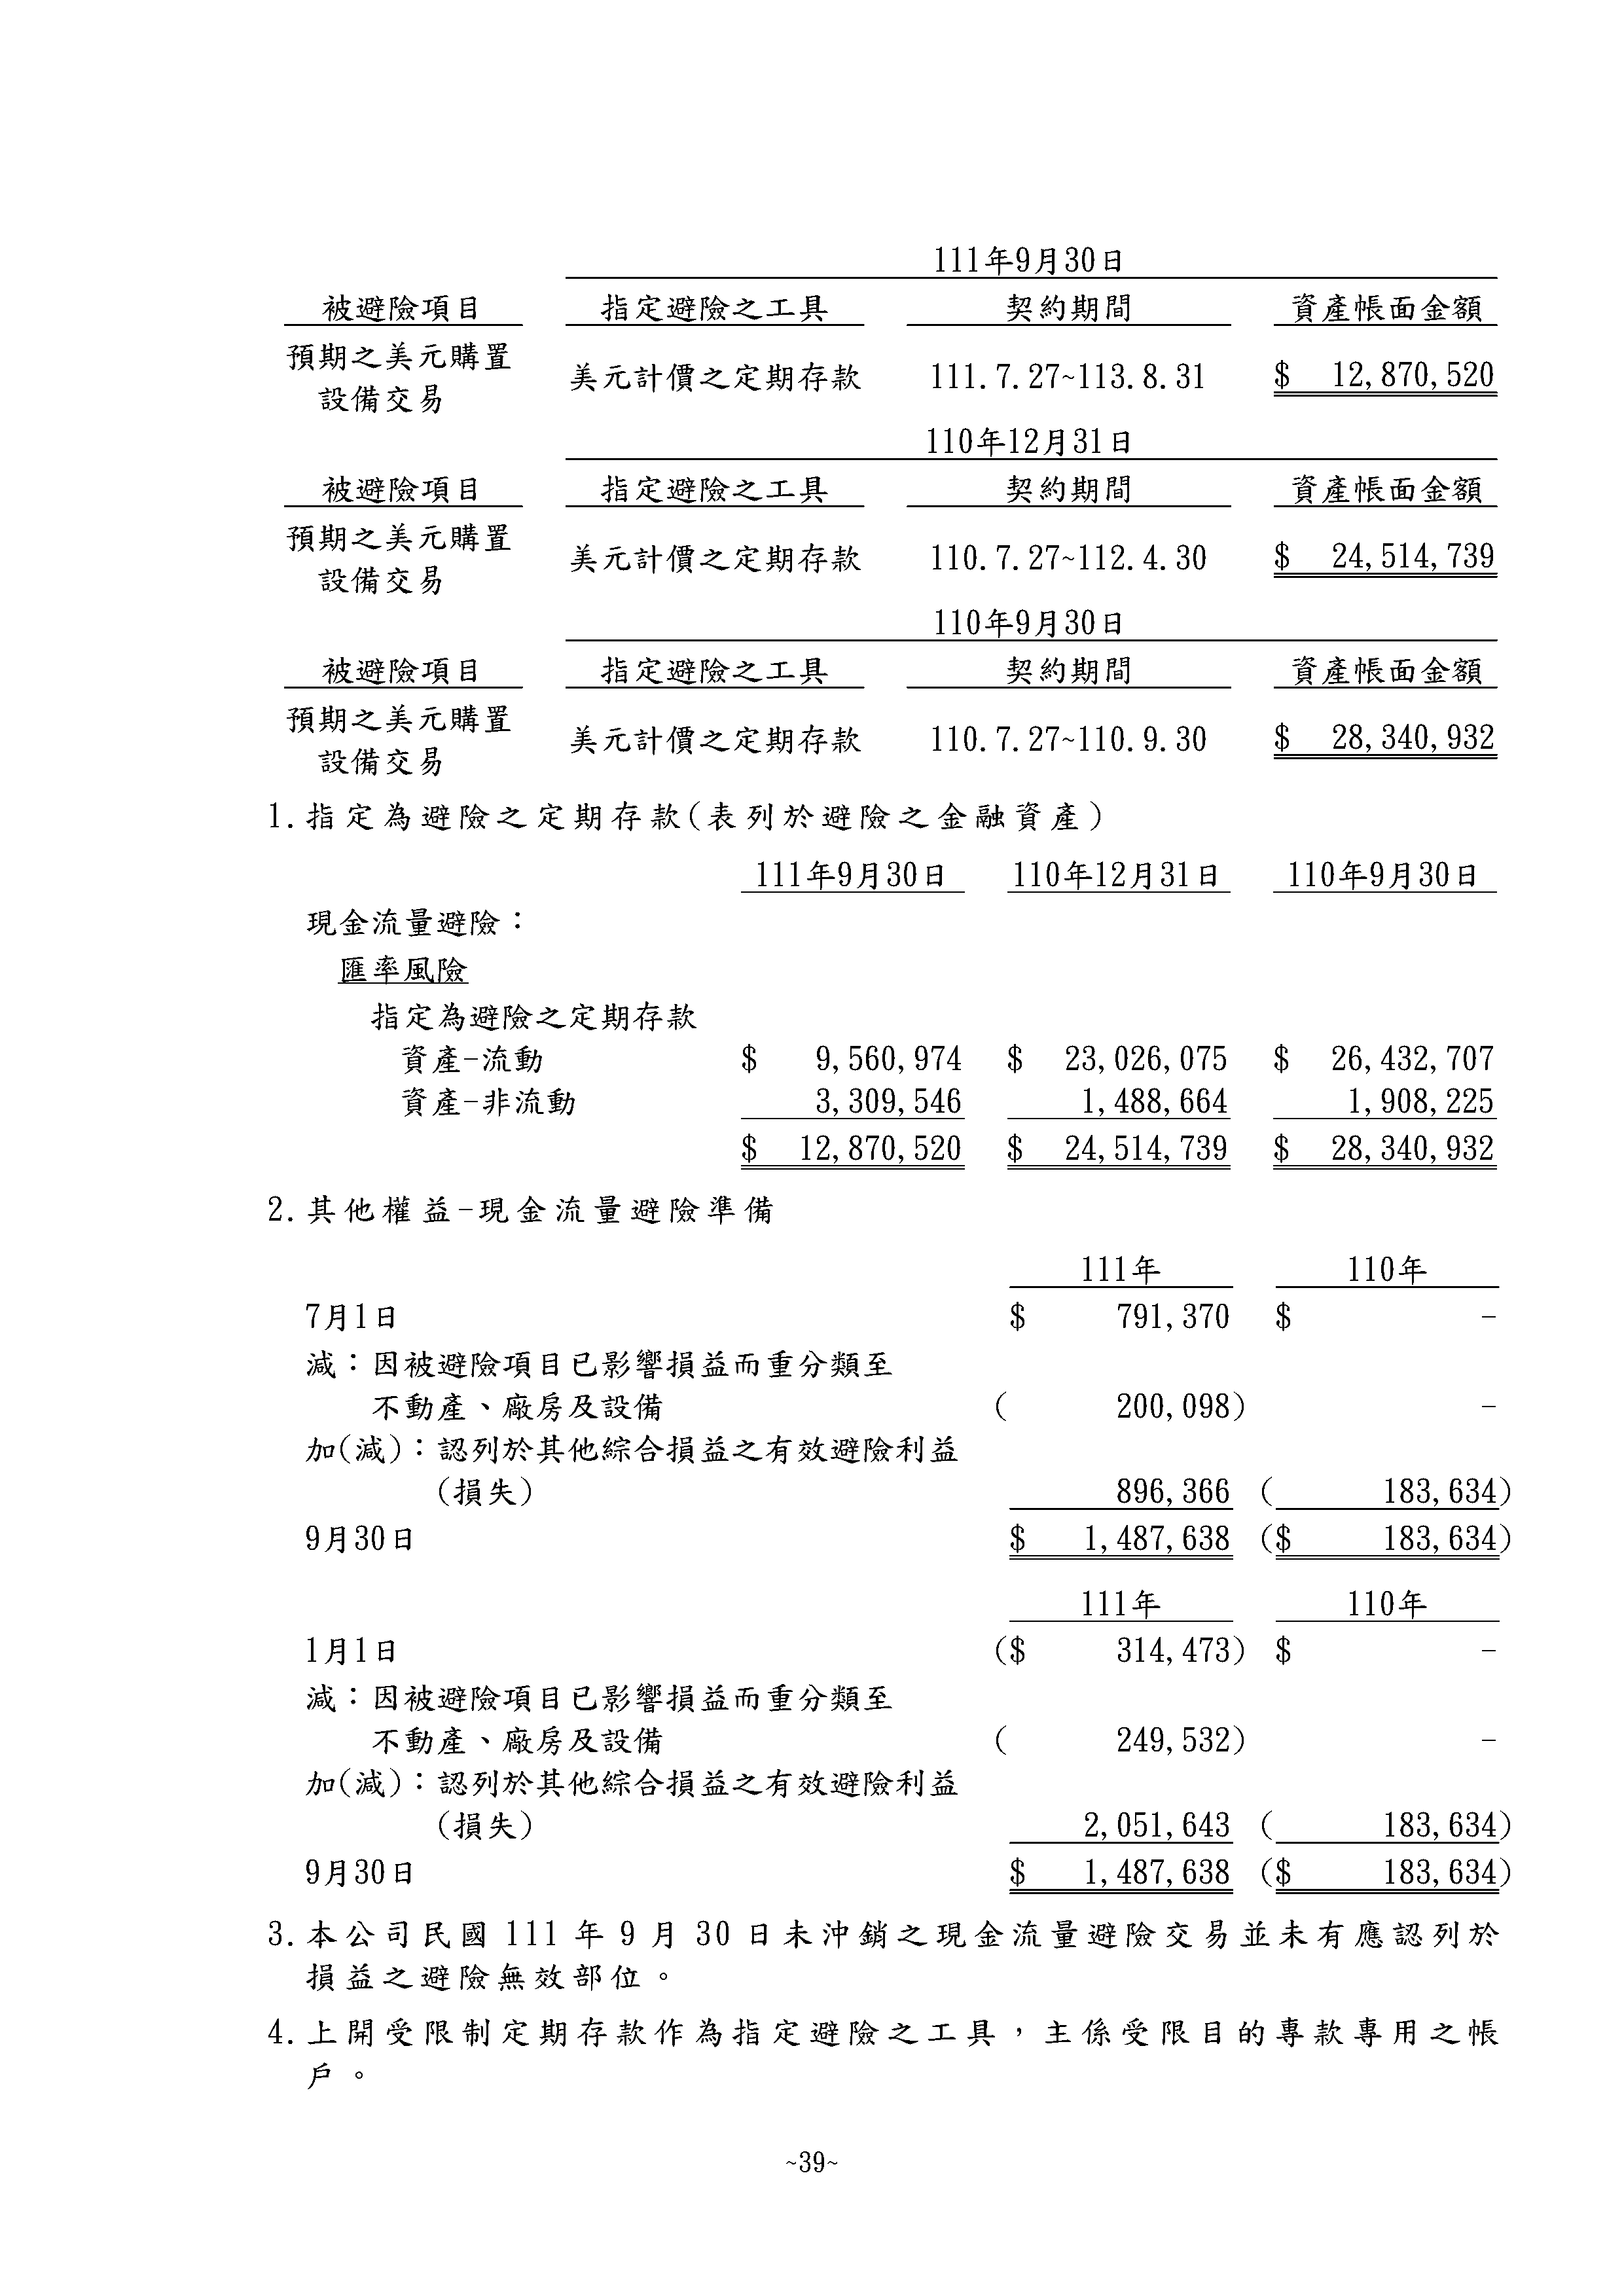 111年9月30日
被避險項目 指定避險之工具 契約期間 資產帳面金額
預期之美元購置
設備交易 美元計價之定期存款 111.7.27~113.8.31 $ 12,870,520
110年12月31日
被避險項目 指定避險之工具 契約期間 資產帳面金額
預期之美元購置
設備交易 美元計價之定期存款 110.7.27~112.4.30 $ 24,514,739
110年9月30日
被避險項目 指定避險之工具 契約期間 資產帳面金額
預期之美元購置
設備交易 美元計價之定期存款 110.7.27~110.9.30 $ 28,340,932
1.指定為避險之定期存款(表列於避險之金融資產)
111年9月30日 110年12月31日 110年9月30日
現金流量避險：
匯率風險
指定為避險之定期存款
資產-流動 $ 9,560,974 $ 23,026,075 $ 26,432,707
資產-非流動 3,309,546 1,488,664 1,908,225
$ 12,870,520 $ 24,514,739 $ 28,340,932
2.其他權益-現金流量避險準備
111年 110年
7月1日 $ 791,370 $ -
減：因被避險項目已影響損益而重分類至
不動產、廠房及設備 ( 200,098) -
加(減)：認列於其他綜合損益之有效避險利益
(損失) 896,366 ( 183,634)
9月30日 $ 1,487,638 ($ 183,634)
111年 110年
1月1日 ($ 314,473) $ -
減：因被避險項目已影響損益而重分類至
不動產、廠房及設備 ( 249,532) -
加(減)：認列於其他綜合損益之有效避險利益
(損失) 2,051,643 ( 183,634)
9月30日 $ 1,487,638 ($ 183,634)
3.本公司民國 111 年 9 月 30 日未沖銷之現金流量避險交易並未有應認列於
損益之避險無效部位。
4.上開受限制定期存款作為指定避險之工具，主係受限目的專款專用之帳
戶。
~39~